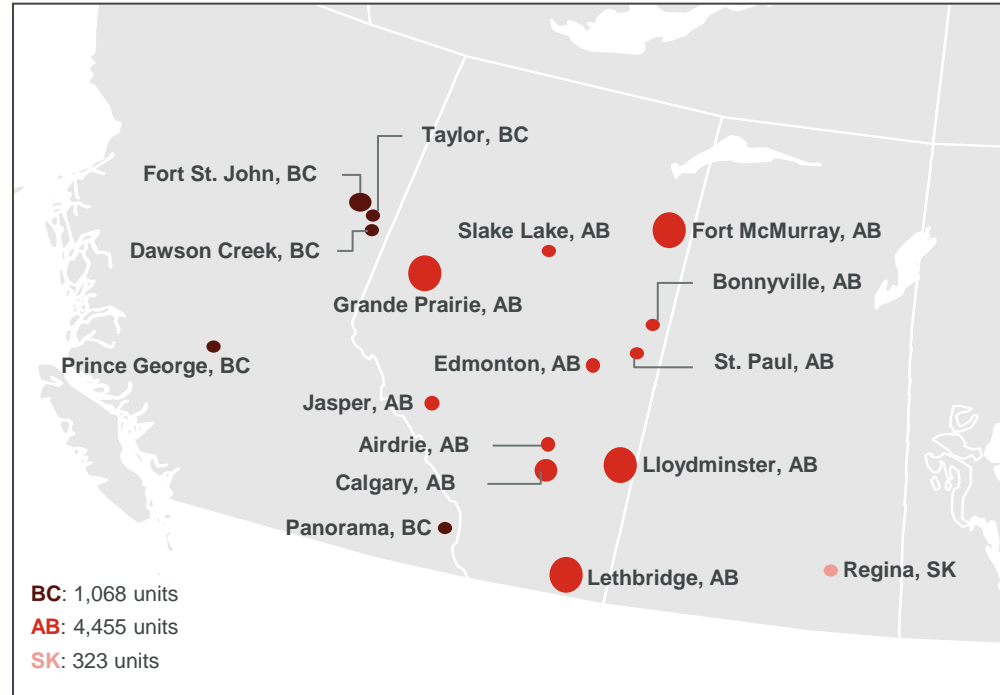 Taylor, BC
Fort St. John, BC
Dawson Creek, BC
Slake Lake, AB
Fort McMurray, AB
Bonnyville, AB
Grande Prairie, AB
Prince George, BC
Edmonton, AB
St. Paul, AB
Jasper, AB
Airdrie, AB
Lloydminster, AB
Calgary, AB
Panorama, BC
Lethbridge, AB
Regina, SK
BC: 1,068 units
AB: 4,455 units
SK: 323 units